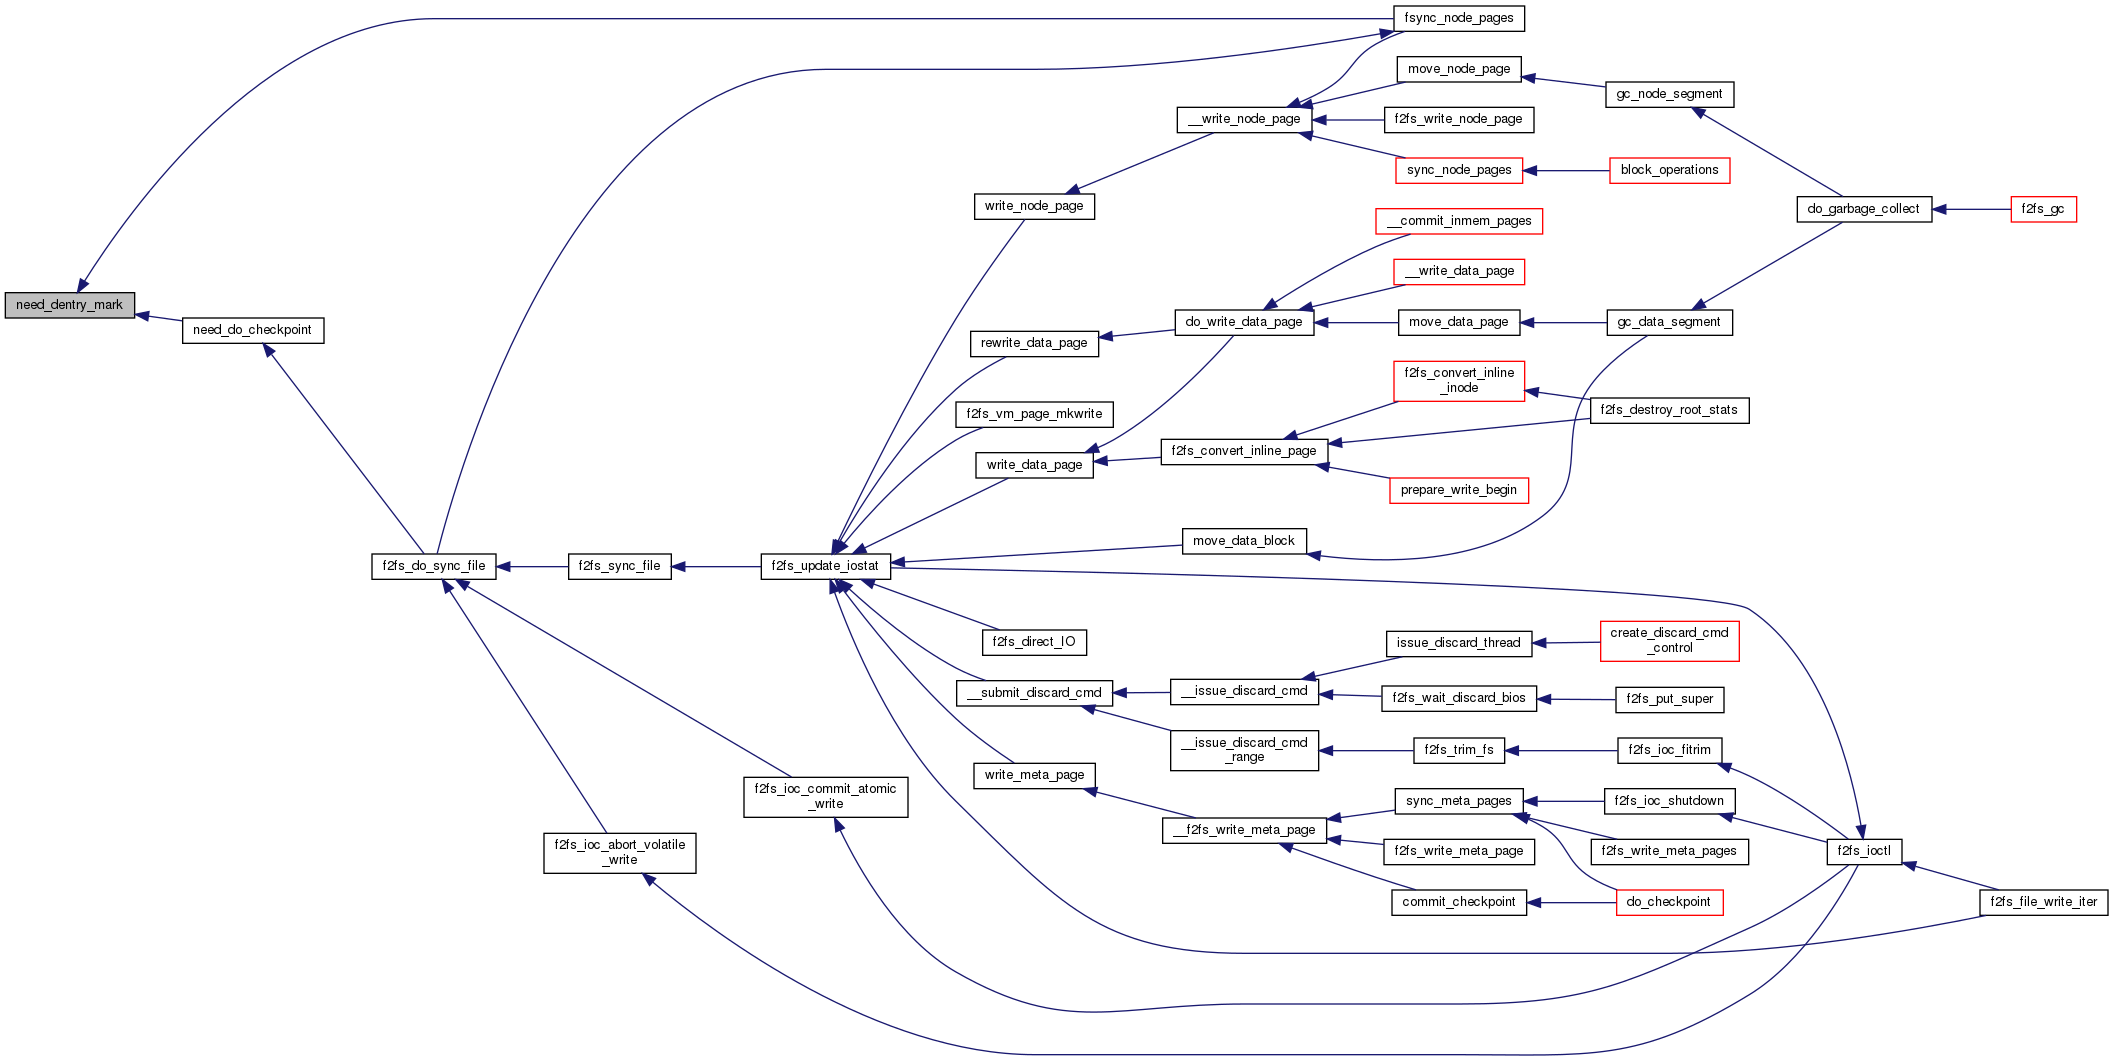 fsync_node_pages
move_node_page
gc_node_segment
__write_node_page
f2fs_write_node_page
sync_node_pages
block_operations
write_node_page
do_garbage_collect
f2fs_gc
__commit_inmem_pages
__write_data_page
need_dentry_mark
need_do_checkpoint
do_write_data_page
move_data_page
gc_data_segment
rewrite_data_page
f2fs_convert_inline
_inode
f2fs_vm_page_mkwrite
f2fs_destroy_root_stats
write_data_page
f2fs_convert_inline_page
prepare_write_begin
move_data_block
f2fs_do_sync_file
f2fs_sync_file
f2fs_update_iostat
f2fs_direct_IO
issue_discard_thread
create_discard_cmd
_control
__submit_discard_cmd
__issue_discard_cmd
f2fs_wait_discard_bios
f2fs_put_super
__issue_discard_cmd
_range
f2fs_trim_fs
f2fs_ioc_fitrim
write_meta_page
f2fs_ioc_commit_atomic
_write
sync_meta_pages
f2fs_ioc_shutdown
__f2fs_write_meta_page
f2fs_ioc_abort_volatile
_write
f2fs_write_meta_page
f2fs_write_meta_pages
f2fs_ioctl
commit_checkpoint
do_checkpoint
f2fs_file_write_iter